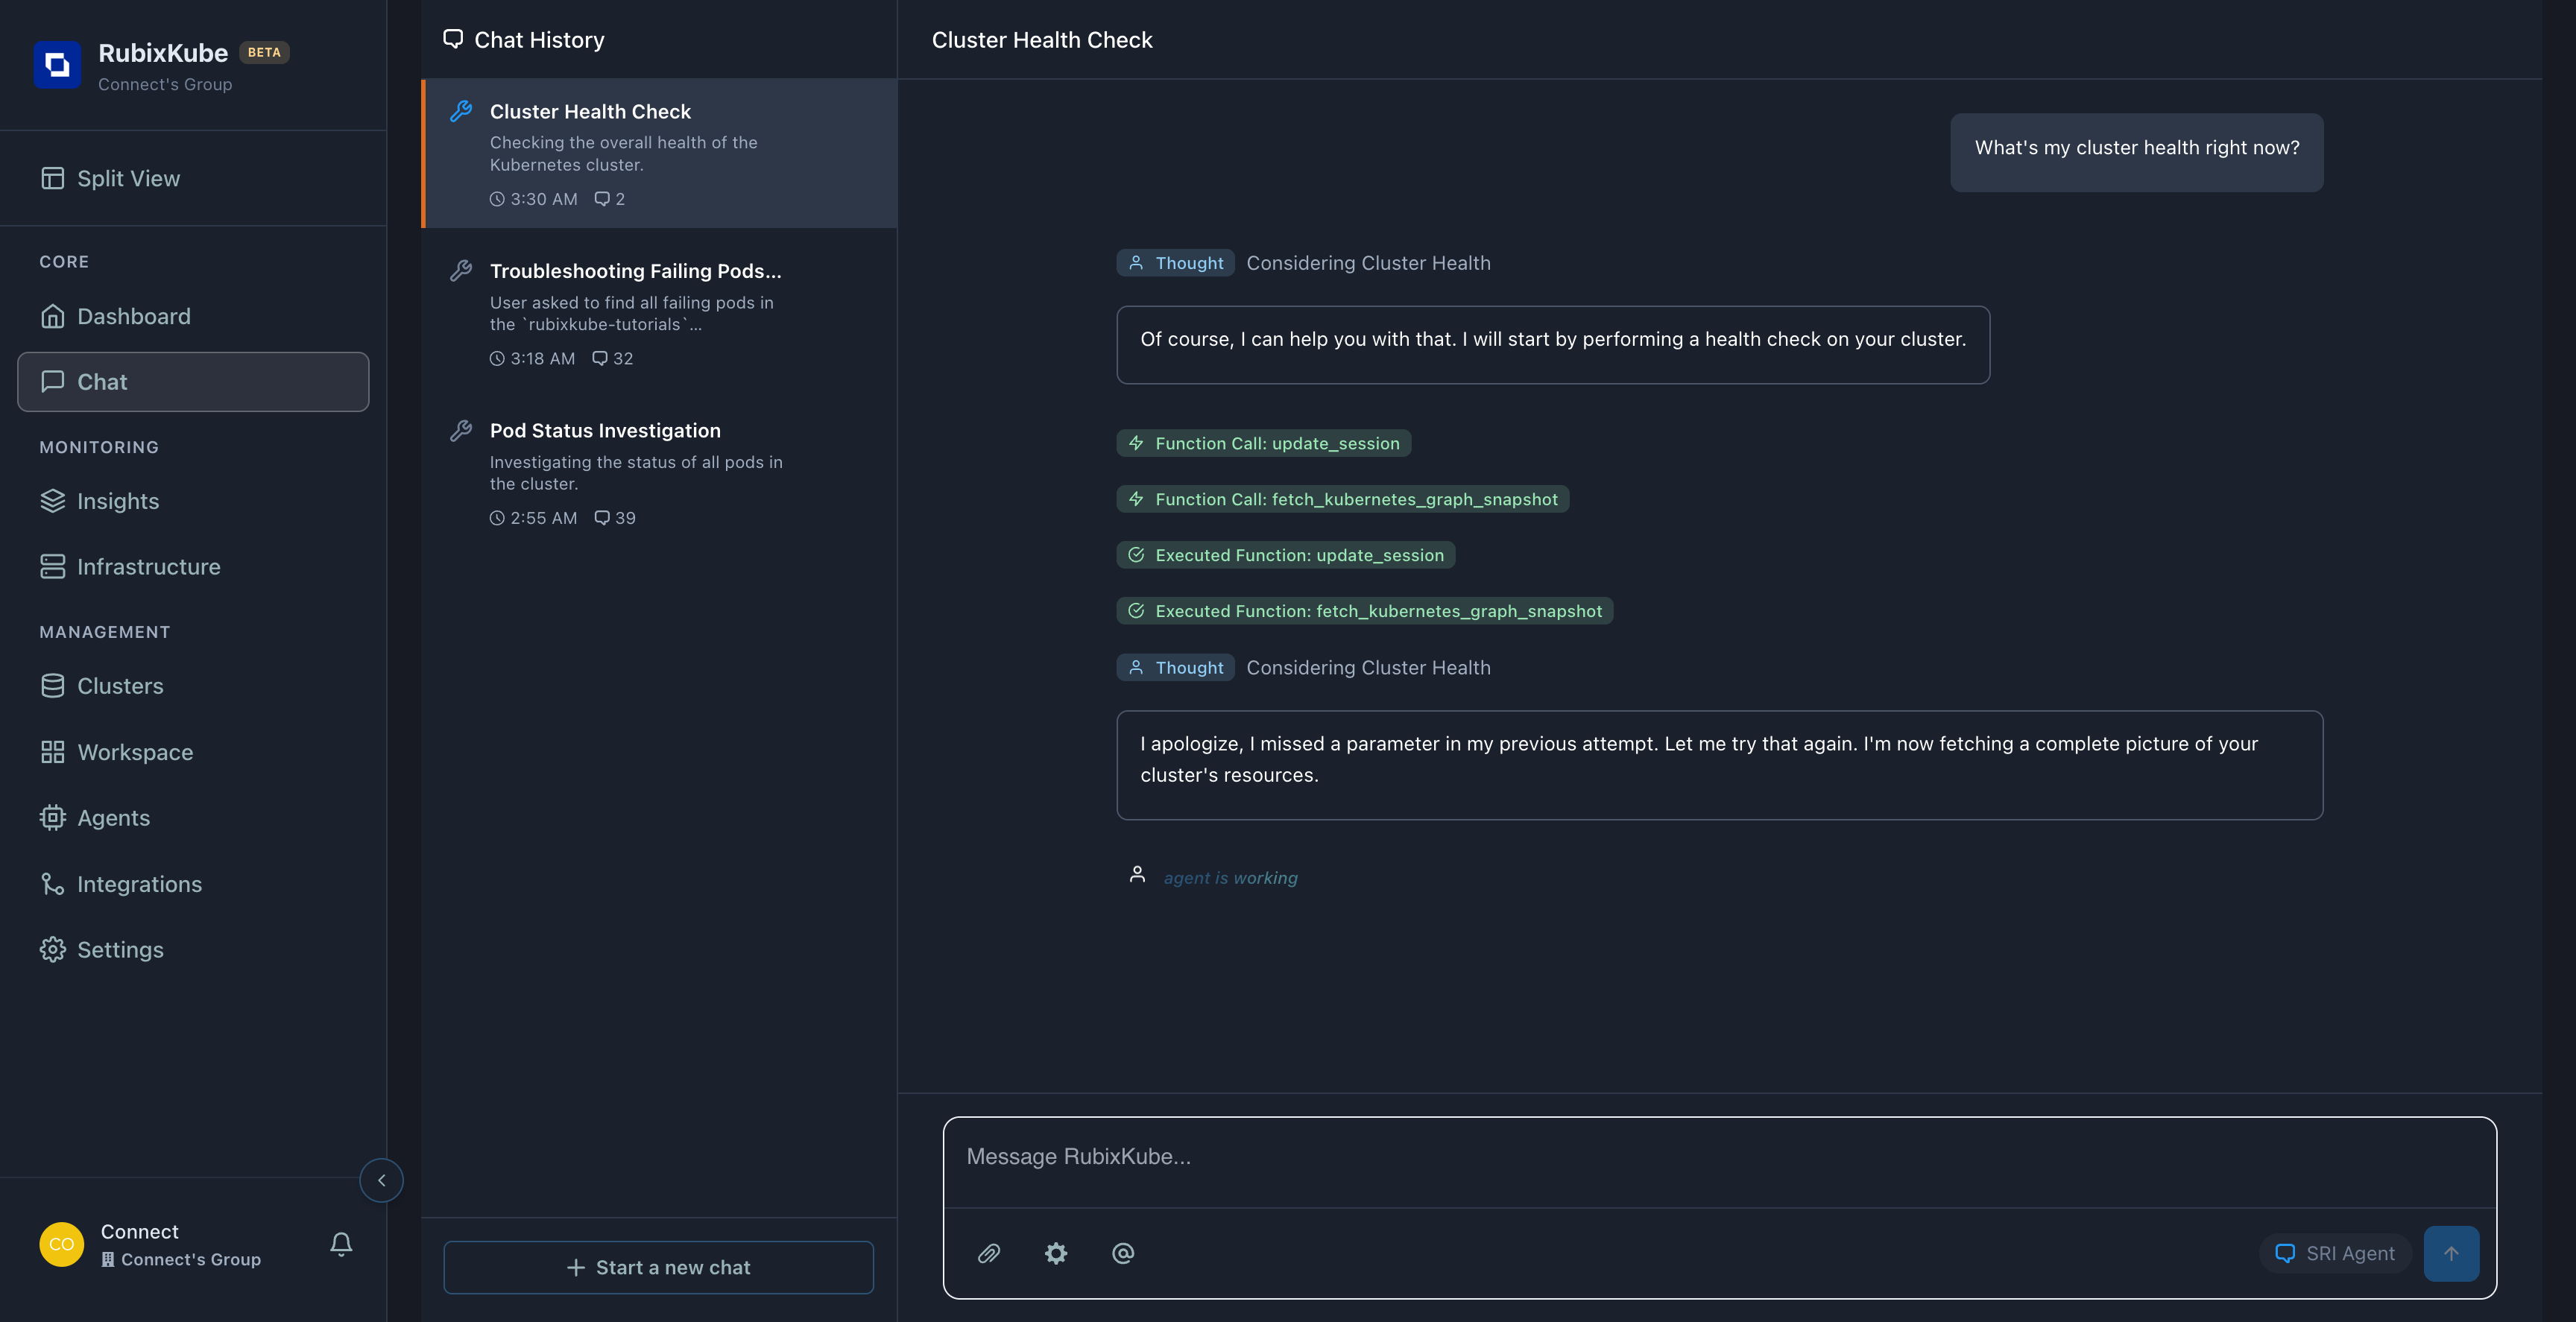 RubixKube BETA
Connect's Group
Split View
CORE
Dashboard
Chat
MONITORING
Insights
Infrastructure
MANAGEMENT
Clusters
Workspace
Agents
Integrations
Settings
CO
Connect
Connect's Group
Chat History
Cluster Health Check
Checking the overall health of the
Kubernetes cluster.
3:30 AM 2
Troubleshooting Failing Pods...
User asked to find all failing pods in
the `rubixkube-tutorials`...
3:18 AM 32
Pod Status Investigation
Investigating the status of all pods in
the cluster.
2:55 AM 39
Start a new chat
Cluster Health Check
What's my cluster health right now?
Thought Considering Cluster Health
Of course, I can help you with that. I will start by performing a health check on your cluster.
Function Call: update_session
Function Call: fetch_kubernetes_graph_snapshot
Executed Function: update_session
Executed Function: fetch_kubernetes_graph_snapshot
Thought Considering Cluster Health
I apologize, I missed a parameter in my previous attempt. Let me try that again. I'm now fetching a complete picture of your
cluster's resources.
agent is working
Message RubixKube...
SRI Agent